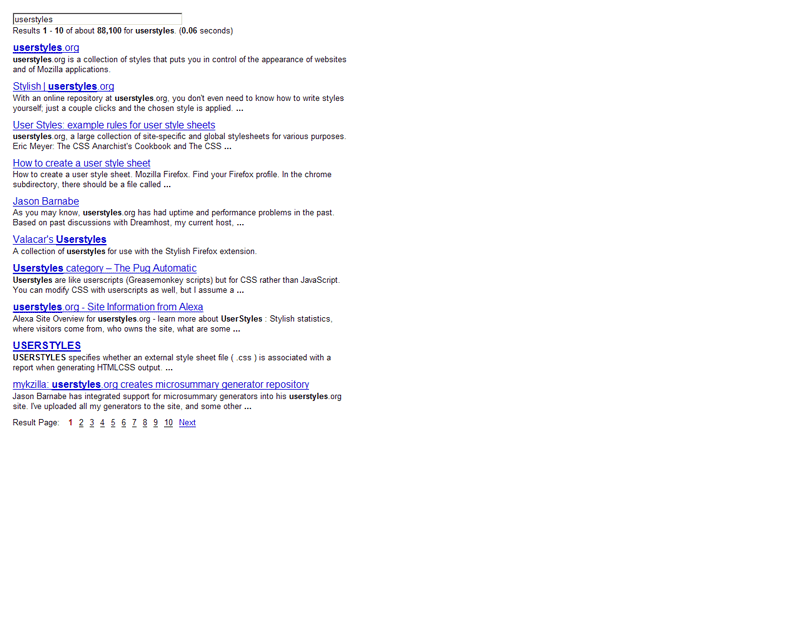 userstyles
Results 1 - 10 of about 88,100 for userstyles. (0.06 seconds)
userstyles.org
userstyles.org is a collection of styles that puts you in control of the appearance of websites
and of Mozilla applications.
Stylish | userstyles.org
With an online repository at userstyles.org, you don't even need to know how to write styles
yourself; just a couple clicks and the chosen style is applied. ...
User Styles: example rules for user style sheets
userstyles.org, a large collection of site-specific and global stylesheets for various purposes.
Eric Meyer: The CSS Anarchist's Cookbook and The CSS ...
How to create a user style sheet
How to create a user style sheet. Mozilla Firefox. Find your Firefox profile. In the chrome
subdirectory, there should be a file called ...
Jason Barnabe
As you may know, userstyles.org has had uptime and performance problems in the past.
Based on past discussions with Dreamhost, my current host, ...
Valacar's Userstyles
A collection of userstyles for use with the Stylish Firefox extension.
Userstyles category – The Pug Automatic
Userstyles are like userscripts (Greasemonkey scripts) but for CSS rather than JavaScript.
You can modify CSS with userscripts as well, but I assume a ...
userstyles.org - Site Information from Alexa
Alexa Site Overview for userstyles.org - learn more about UserStyles : Stylish statistics,
where visitors come from, who owns the site, what are some ...
USERSTYLES
USERSTYLES specifies whether an external style sheet file ( .css ) is associated with a
report when generating HTMLCSS output. ...
mykzilla: userstyles.org creates microsummary generator repository
Jason Barnabe has integrated support for microsummary generators into his userstyles.org
site. I've uploaded all my generators to the site, and some other ...
Result Page: 1 2 3 4 5 6 7 8 9 10 Next